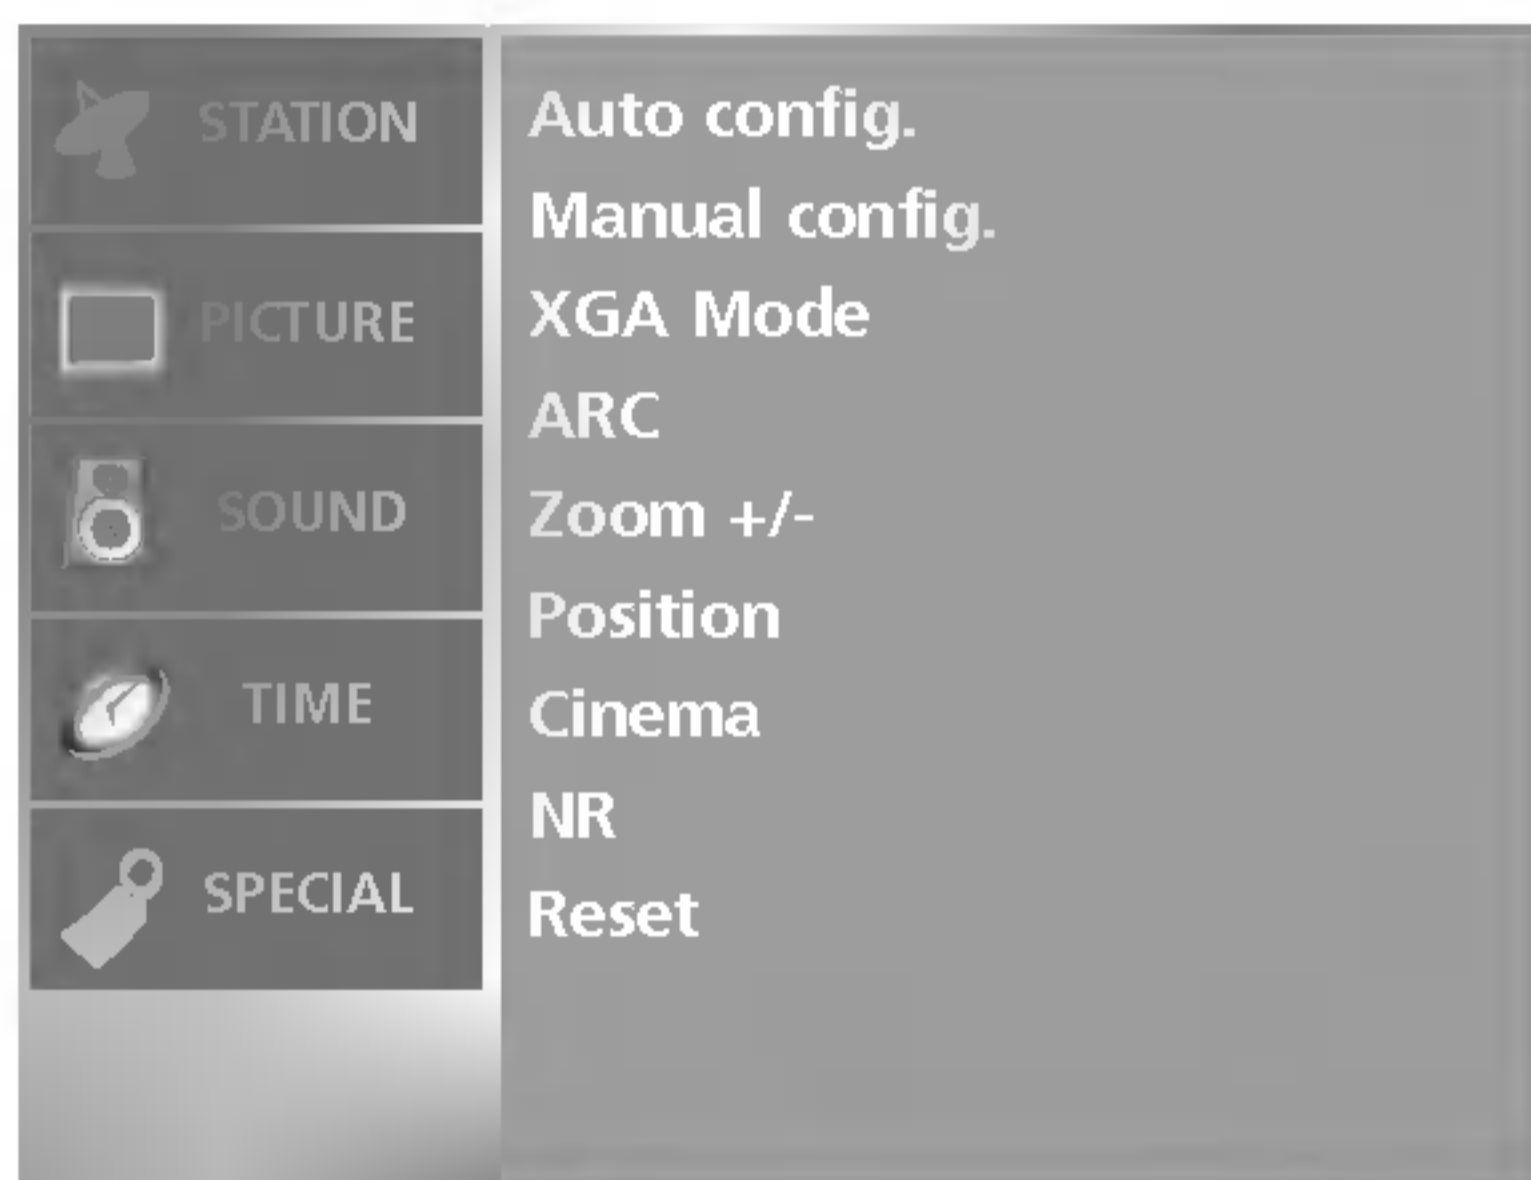 STATION
PICTURE
SOUND
TIME
SPECIAL
Auto config.
Manual config.
XGA Mode
ARC
Zoom +/-
Position
Cinema
NR
Reset